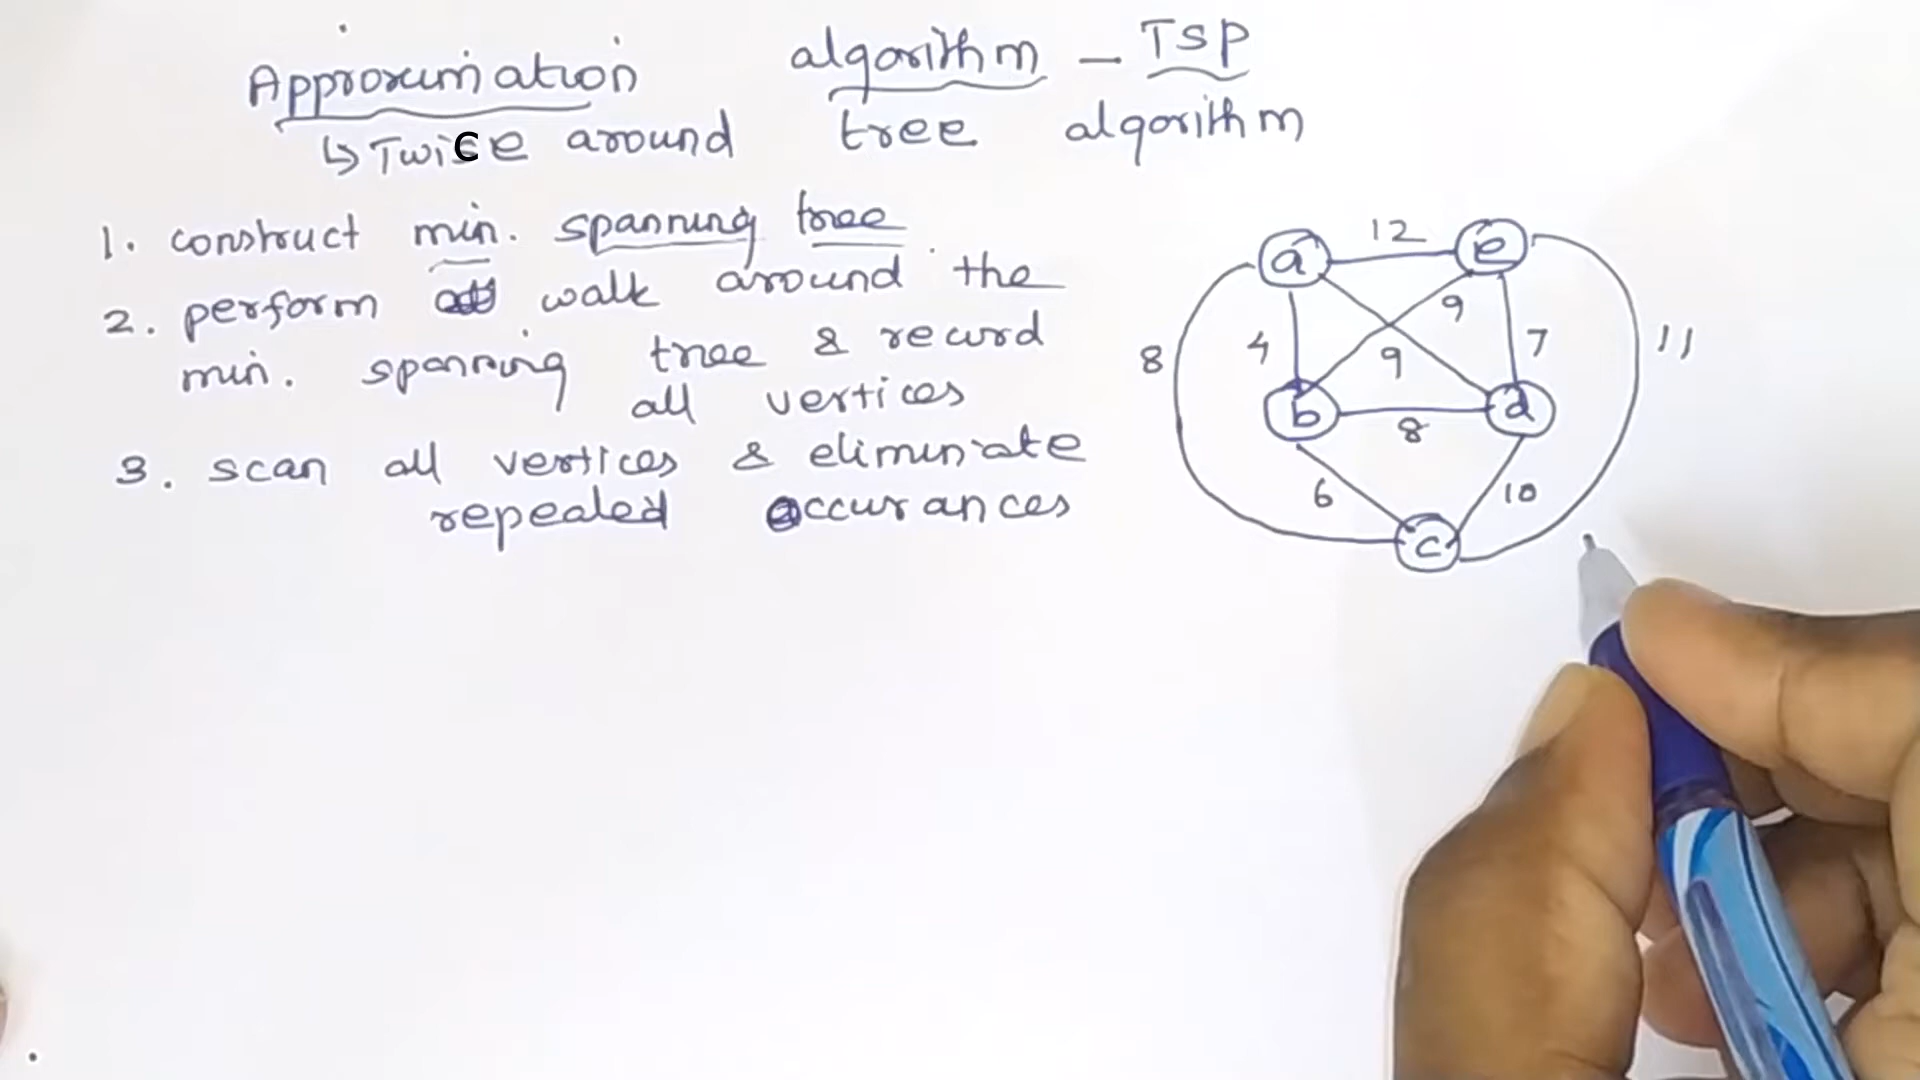 Approximation algorithm - TSP
↳ Twice around tree algorithm
1. construct min. spanning tree
2. perform walk around the
min. spanning tree & record
all vertices
3. scan all vertices & eliminate
repeated occurances
a 12 e
9
8 4 9 7 11
b 8 d
6 10
c